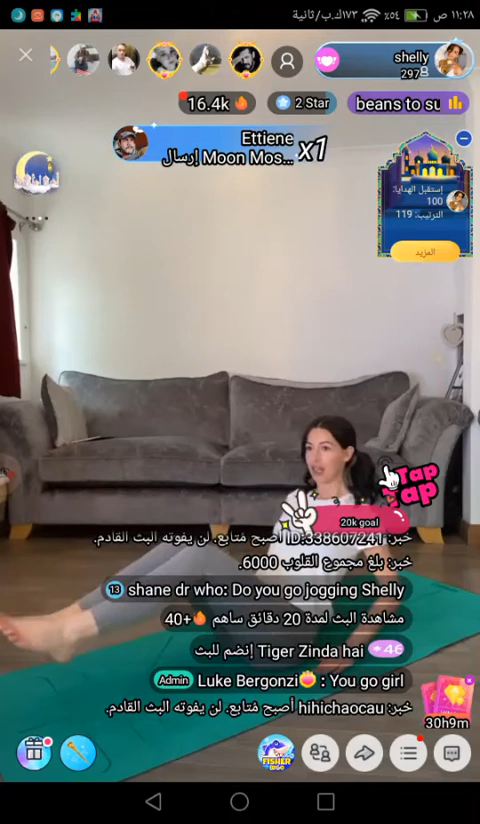 ١١:٢٨ ص
٥٤٪
١٧٣ك.ب/ثانية
shelly
297
16.4k
2 Star
beans to su
Ettiene
إرسال Moon Mos... x1
إستقبل الهدايا:
100
الترتيب: 119
المزيد
Tap
Tap
20k goal
خبر: ID:338607241 أصبح مُتابع. لن يفوته البث القادم.
خبر: بلغ مجموع القلوب 6000.
13 shane dr who: Do you go jogging Shelly
مشاهدة البث لمدة 20 دقائق ساهم +40
46 Tiger Zinda hai إنضم للبث
Admin Luke Bergonzi : You go girl
خبر: hihichaocau أصبح مُتابع. لن يفوته البث القادم.
30h9m
FISHER
BIGO